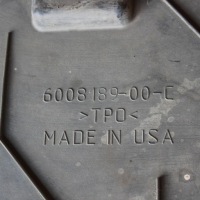 6008189-00-C
>TPO<
MADE IN USA